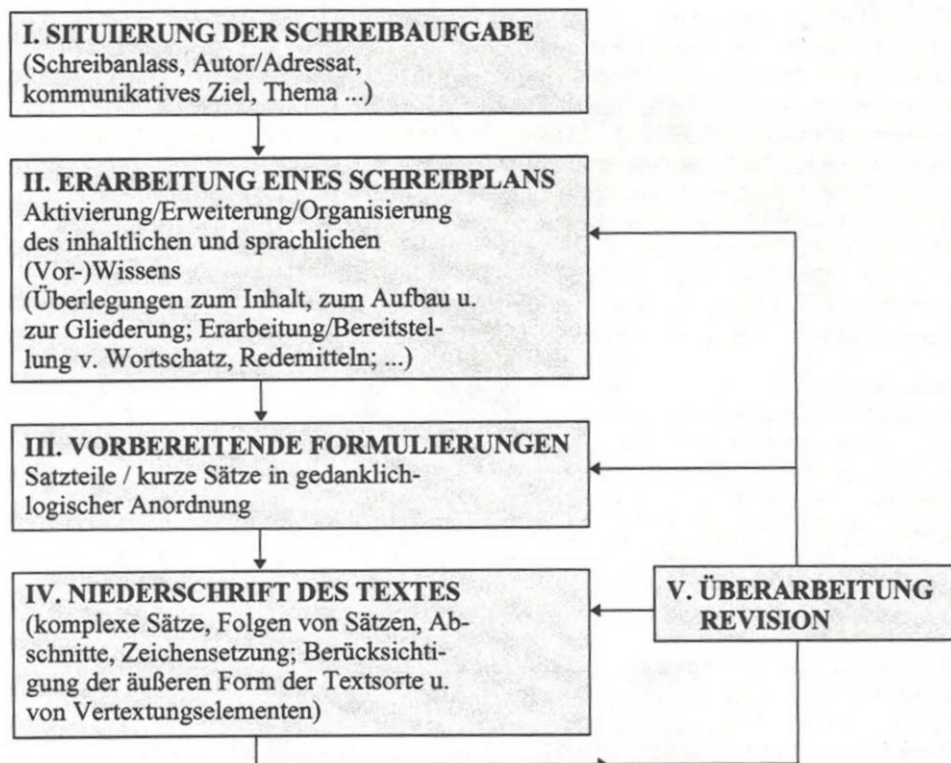 I. SITUIERUNG DER SCHREIBAUFGABE
(Schreibanlass, Autor/Adressat,
kommunikatives Ziel, Thema ...)
II. ERARBEITUNG EINES SCHREIBPLANS
Aktivierung/Erweiterung/Organisierung
des inhaltlichen und sprachlichen
(Vor-)Wissens
(Überlegungen zum Inhalt, zum Aufbau u.
zur Gliederung; Erarbeitung/Bereitstel-
lung v. Wortschatz, Redemitteln; ...)
III. VORBEREITENDE FORMULIERUNGEN
Satzteile / kurze Sätze in gedanklich-
logischer Anordnung
IV. NIEDERSCHRIFT DES TEXTES
(komplexe Sätze, Folgen von Sätzen, Ab-
schnitte, Zeichensetzung; Berücksichti-
gung der äußeren Form der Textsorte u.
von Vertextungselementen)
V. ÜBERARBEITUNG
REVISION